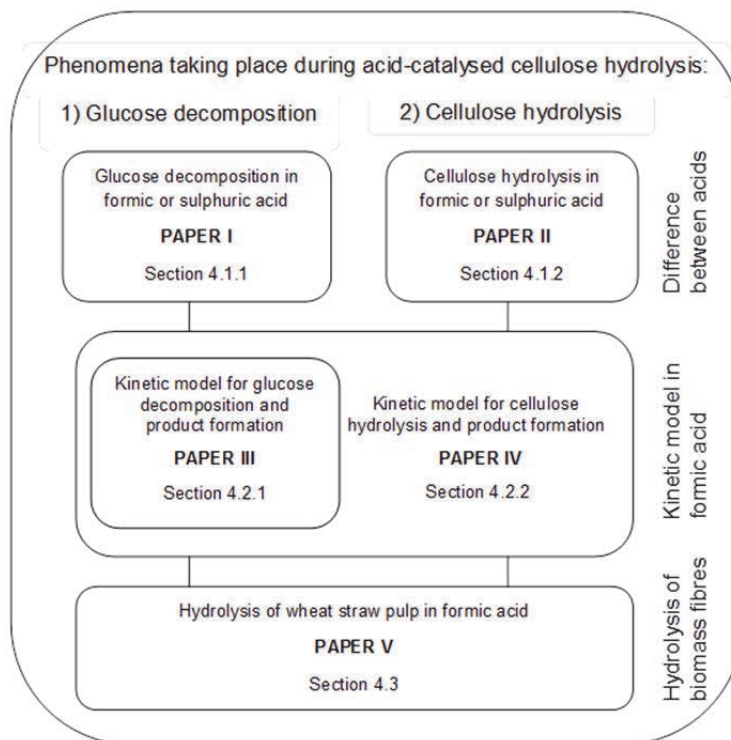 Phenomena taking place during acid-catalysed cellulose hydrolysis:
1) Glucose decomposition
2) Cellulose hydrolysis
Glucose decomposition in
formic or sulphuric acid
PAPER I
Section 4.1.1
Cellulose hydrolysis in
formic or sulphuric acid
PAPER II
Section 4.1.2
Difference
between acids
Kinetic model for glucose
decomposition and
product formation
PAPER III
Section 4.2.1
Kinetic model for cellulose
hydrolysis and product formation
PAPER IV
Section 4.2.2
Kinetic model in
formic acid
Hydrolysis of wheat straw pulp in formic acid
PAPER V
Section 4.3
Hydrolysis of
biomass fibres